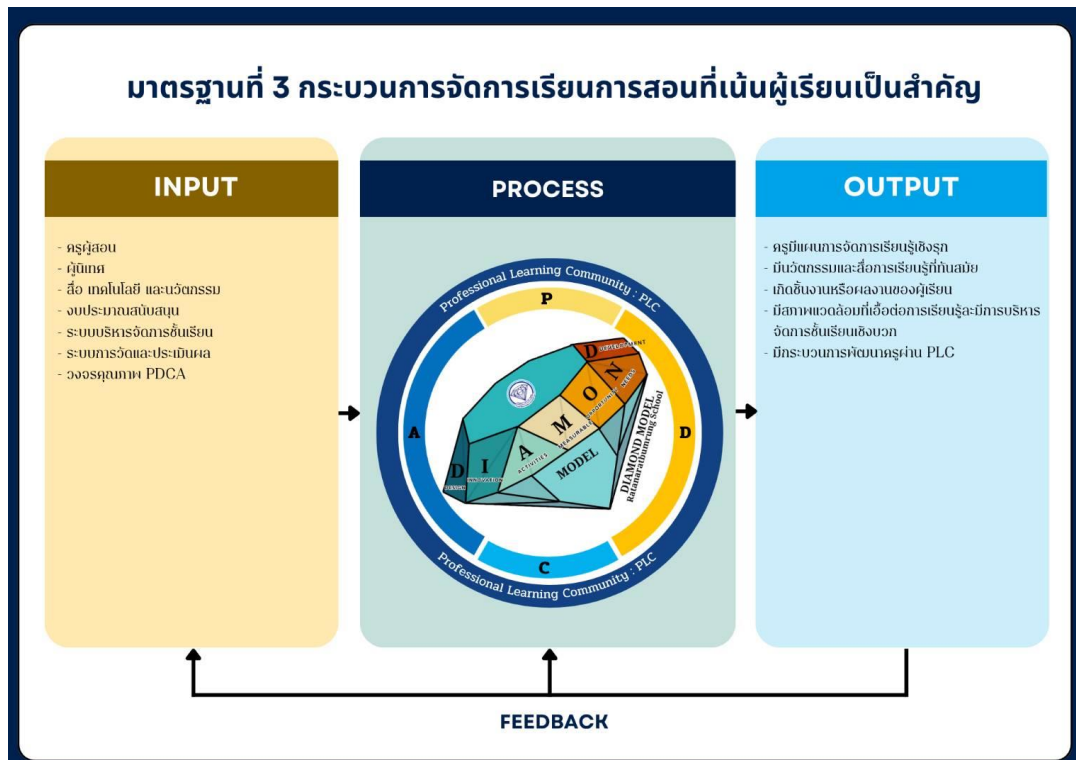 มาตรฐานที่ 3 กระบวนการจัดการเรียนการสอนที่เน้นผู้เรียนเป็นสำคัญ
INPUT
- ครูผู้สอน
- ผู้นิเทศ
- สื่อ เทคโนโลยี และนวัตกรรม
- งบประมาณสนับสนุน
- ระบบบริหารจัดการชั้นเรียน
- ระบบการวัดและประเมินผล
- วงจรคุณภาพ PDCA
PROCESS
Professional Learning Community : PLC
P
D
C
A
D
DESIGN
I
INNOVATION
A
ACTIVITIES
M
MEASURABLE
O
OPPORTUNITY
N
NEEDS
D
DEVELOPMENT
MODEL
DIAMOND MODEL
Ratanarathbumrung School
Professional Learning Community : PLC
OUTPUT
- ครูมีแผนการจัดการเรียนรู้เชิงรุก
- มีนวัตกรรมและสื่อการเรียนรู้ที่ทันสมัย
- เกิดชิ้นงานหรือผลงานของผู้เรียน
- มีสภาพแวดล้อมที่เอื้อต่อการเรียนรู้ละมีการบริหาร
จัดการชั้นเรียนเชิงบวก
- มีกระบวนการพัฒนาครูผ่าน PLC
FEEDBACK